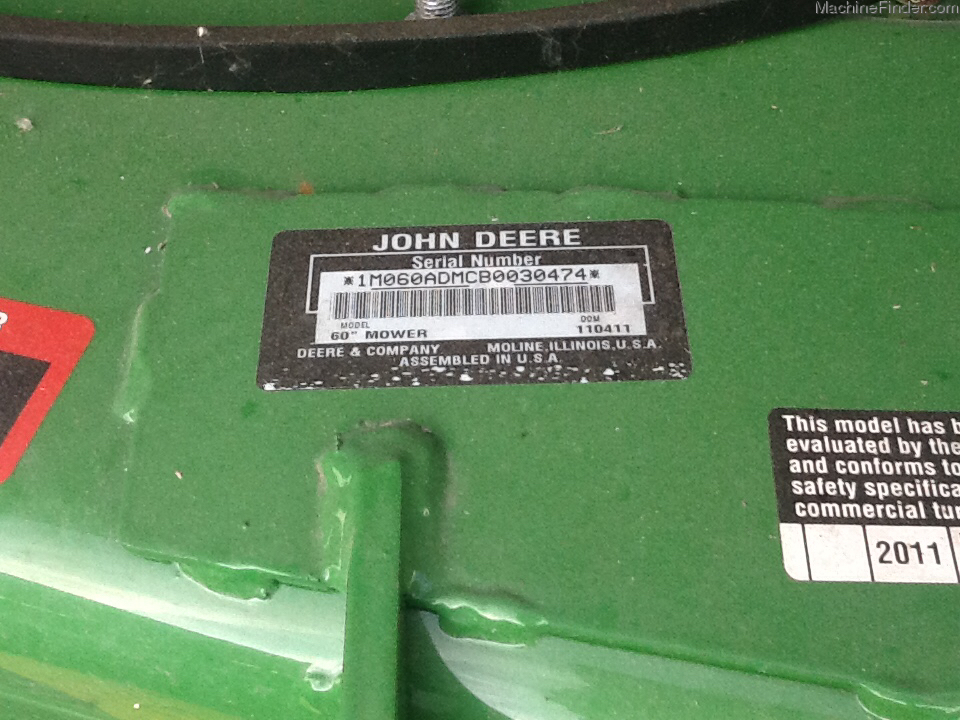 MachineFinder.com
JOHN DEERE
Serial Number
*1M060ADMCB0030474*
MODEL DOM
60" MOWER 110411
DEERE & COMPANY MOLINE, ILLINOIS, U.S.A.
ASSEMBLED IN U.S.A.
R
This model has b
evaluated by the
and conforms to
safety specifica
commercial tur
2011